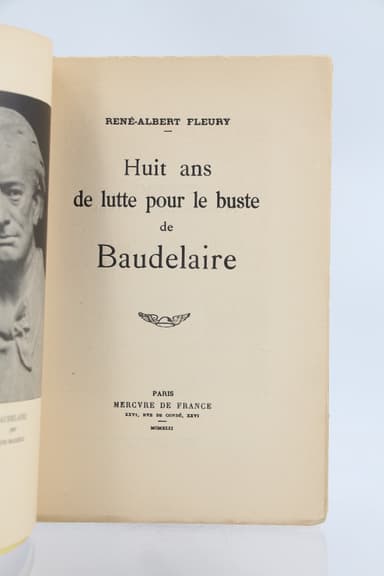 RENÉ-ALBERT FLEURY
Huit ans
de lutte pour le buste
de
Baudelaire
PARIS
MERCVRE DE FRANCE
XXVI, RVE DE CONDÉ, XXVI